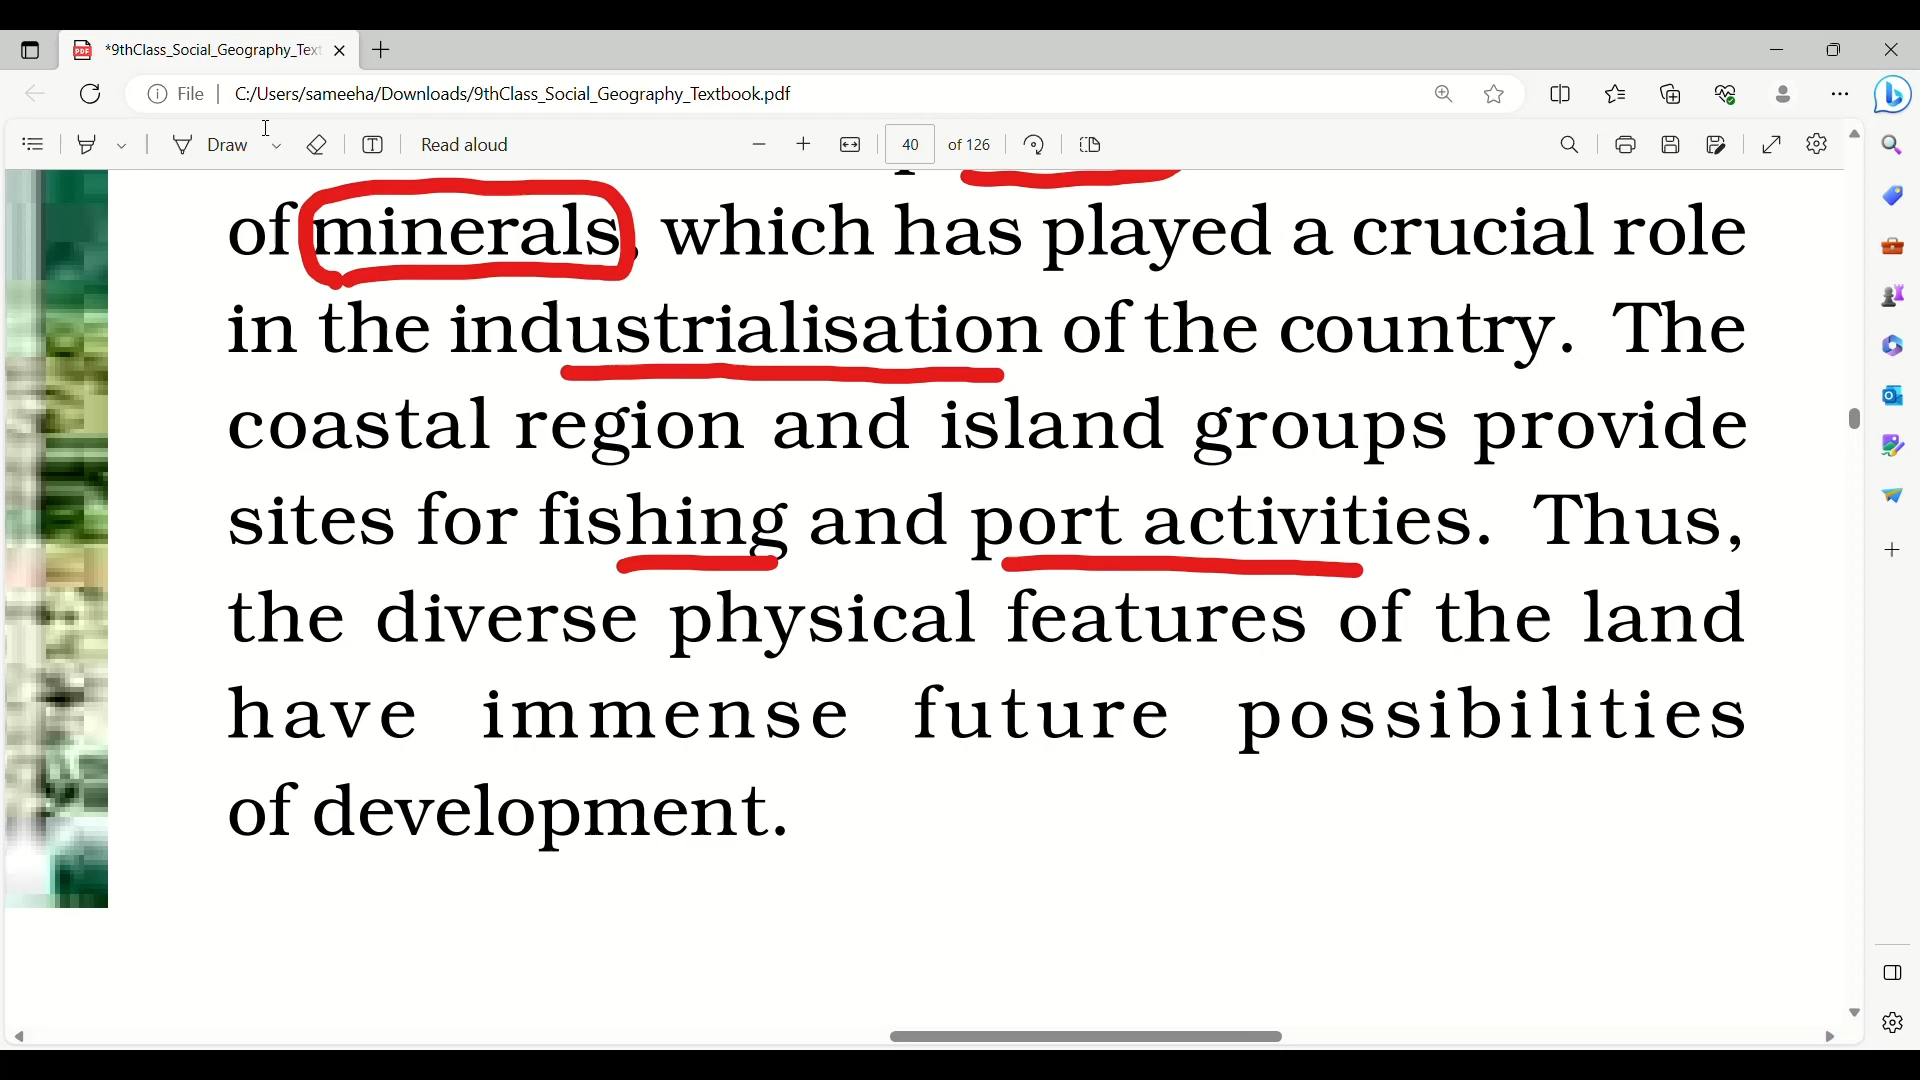 *9thClass_Social_Geography_Text
File
C:/Users/sameeha/Downloads/9thClass_Social_Geography_Textbook.pdf
Draw
Read aloud
40 of 126
of minerals, which has played a crucial role
in the industrialisation of the country. The
coastal region and island groups provide
sites for fishing and port activities. Thus,
the diverse physical features of the land
have immense future possibilities
of development.